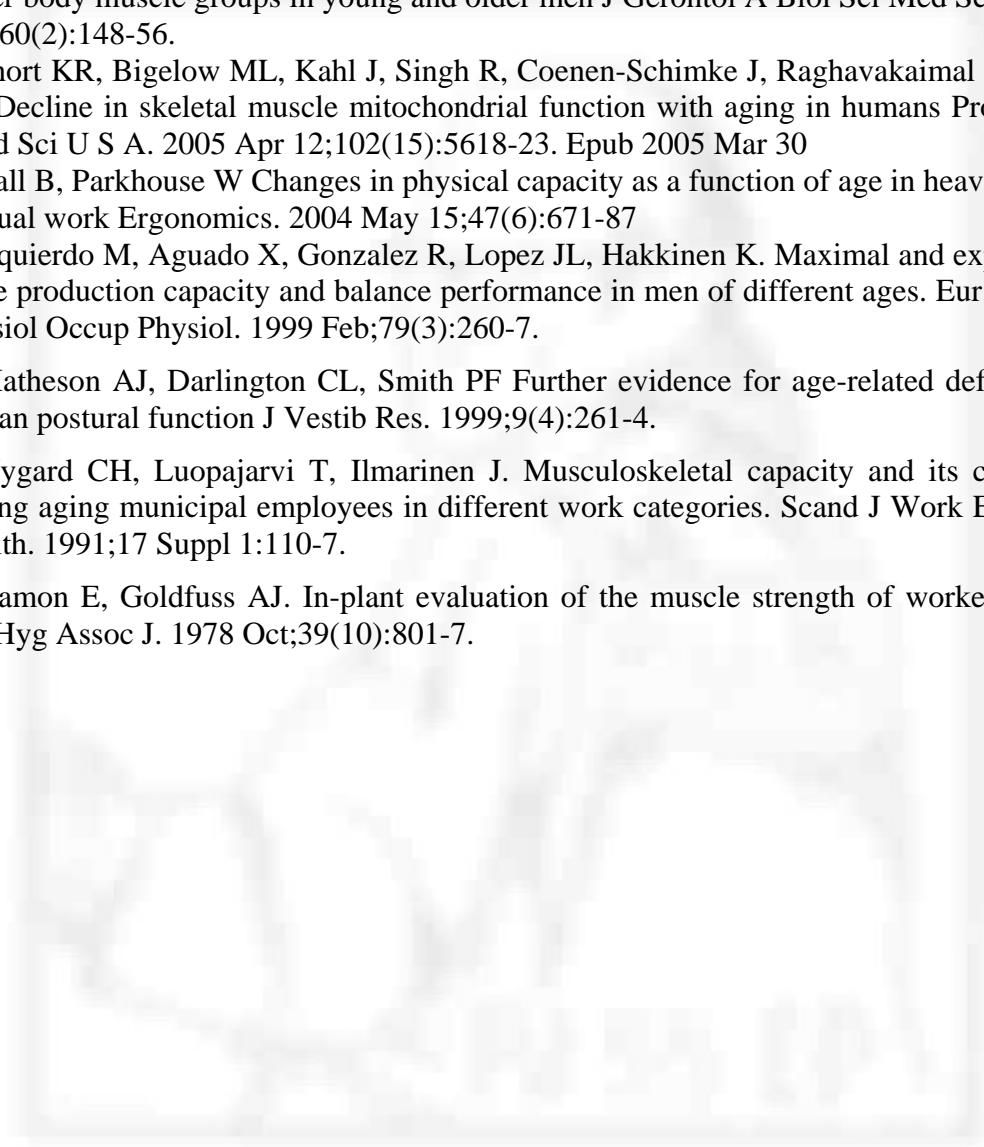 er body muscle groups in young and older men J Gerontol A Biol Sci Med Sc
60(2):148-56.
hort KR, Bigelow ML, Kahl J, Singh R, Coenen-Schimke J, Raghavakaimal
Decline in skeletal muscle mitochondrial function with aging in humans Pro
d Sci U S A. 2005 Apr 12;102(15):5618-23. Epub 2005 Mar 30
all B, Parkhouse W Changes in physical capacity as a function of age in heav
ual work Ergonomics. 2004 May 15;47(6):671-87
quierdo M, Aguado X, Gonzalez R, Lopez JL, Hakkinen K. Maximal and exp
e production capacity and balance performance in men of different ages. Eur
siol Occup Physiol. 1999 Feb;79(3):260-7.
Matheson AJ, Darlington CL, Smith PF Further evidence for age-related def
an postural function J Vestib Res. 1999;9(4):261-4.
ygard CH, Luopajarvi T, Ilmarinen J. Musculoskeletal capacity and its c
ng aging municipal employees in different work categories. Scand J Work E
lth. 1991;17 Suppl 1:110-7.
amon E, Goldfuss AJ. In-plant evaluation of the muscle strength of worke
Hyg Assoc J. 1978 Oct;39(10):801-7.